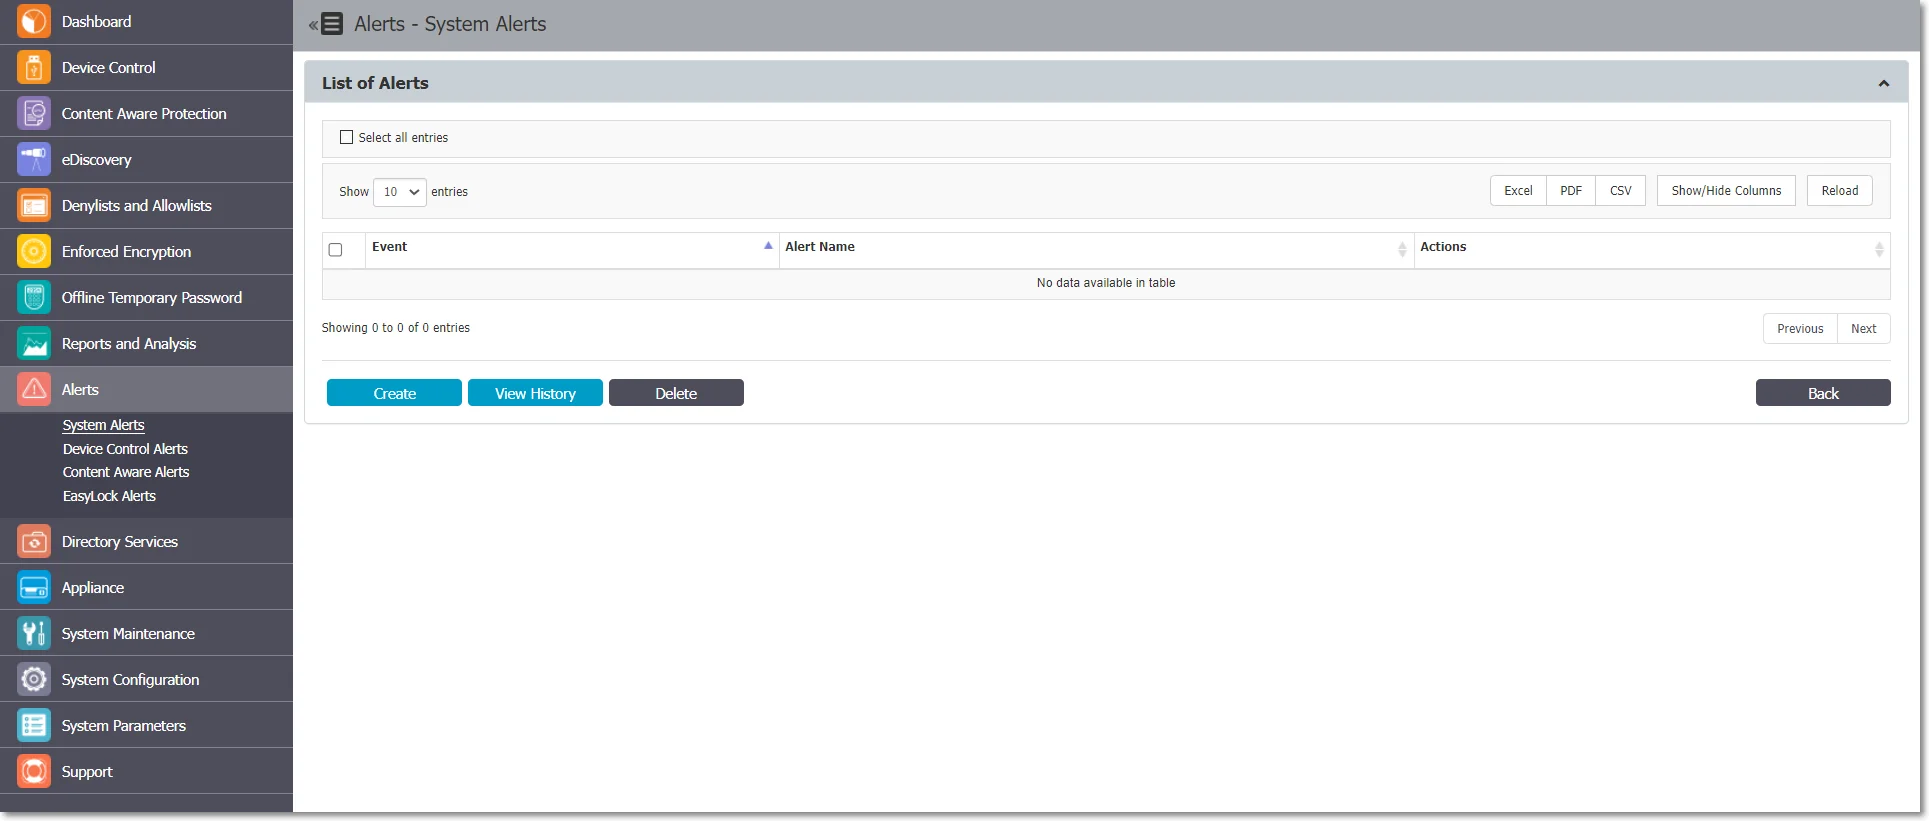 Dashboard
Device Control
Content Aware Protection
eDiscovery
Denylists and Allowlists
Enforced Encryption
Offline Temporary Password
Reports and Analysis
Alerts
System Alerts
Device Control Alerts
Content Aware Alerts
EasyLock Alerts
Directory Services
Appliance
System Maintenance
System Configuration
System Parameters
Support
« Alerts - System Alerts
List of Alerts
Select all entries
Show 10 entries
Excel PDF CSV Show/Hide Columns Reload
Event Alert Name Actions
No data available in table
Showing 0 to 0 of 0 entries
Previous Next
Create View History Delete Back